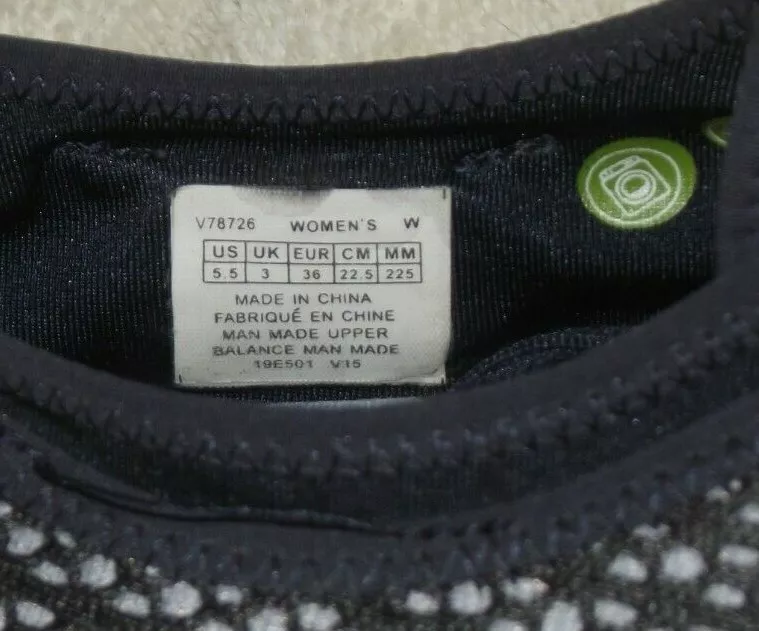 V78726 WOMEN'S W
US UK EUR CM MM
5.5 3 36 22.5 225
MADE IN CHINA
FABRIQUÉ EN CHINE
MAN MADE UPPER
BALANCE MAN MADE
19E501 V15